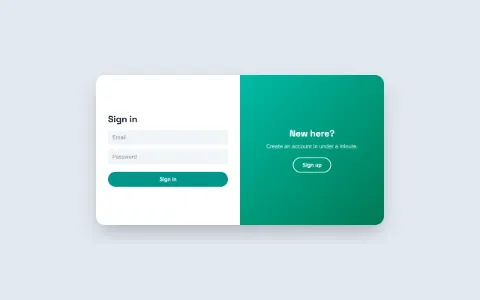 Sign in
Email
Password
Sign in
New here?
Create an account in under a minute.
Sign up